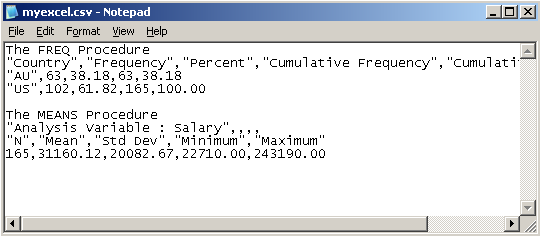 myexcel.csv - Notepad
File Edit Format View Help
The FREQ Procedure
"Country","Frequency","Percent","Cumulative Frequency","Cumulati
"AU",63,38.18,63,38.18
"US",102,61.82,165,100.00
The MEANS Procedure
"Analysis Variable : Salary",,,,
"N","Mean","Std Dev","Minimum","Maximum"
165,31160.12,20082.67,22710.00,243190.00